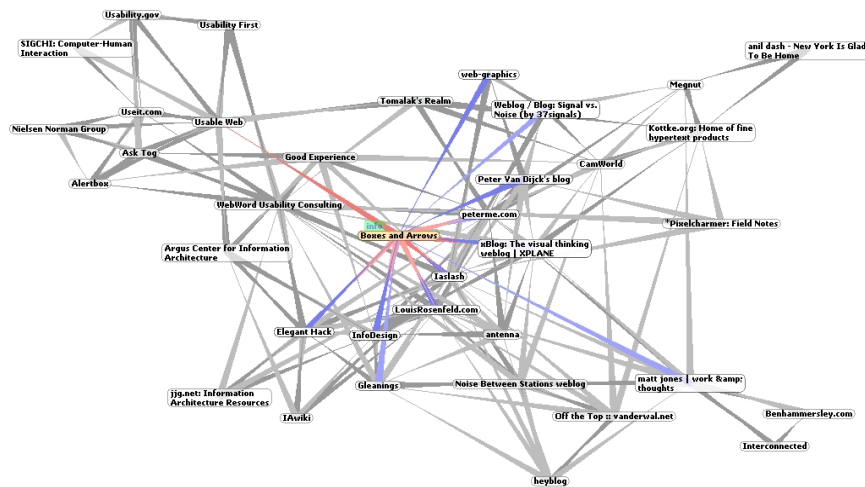 Usability.gov
Usability First
SIGCHI: Computer-Human
Interaction
anil dash - New York Is Glad
To Be Home
web-graphics
Megnut
Tomalak's Realm
Weblog / Blog: Signal vs.
Noise (by 37signals)
Useit.com
Usable Web
Nielsen Norman Group
Kottke.org: Home of fine
hypertext products
Ask Tog
Good Experience
CamWorld
Alertbox
Peter Van Dijck's blog
WebWord Usability Consulting
peterme.com
*Pixelcharmer: Field Notes
info
Boxes and Arrows
Argus Center for Information
Architecture
xBlog: The visual thinking
weblog | XPLANE
Iaslash
LouisRosenfeld.com
Elegant Hack
InfoDesign
antenna
Gleanings
Noise Between Stations weblog
matt jones | work &amp;
thoughts
jjg.net: Information
Architecture Resources
IAwiki
Off the Top :: vanderwal.net
Benhammersley.com
Interconnected
heyblog